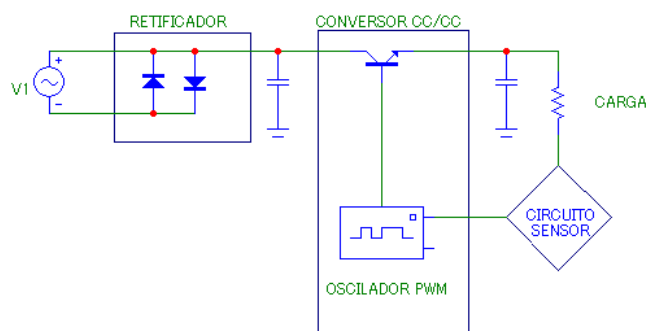 RETIFICADOR
CONVERSOR CC/CC
+
V1
-
CARGA
CIRCUITO
SENSOR
OSCILADOR PWM